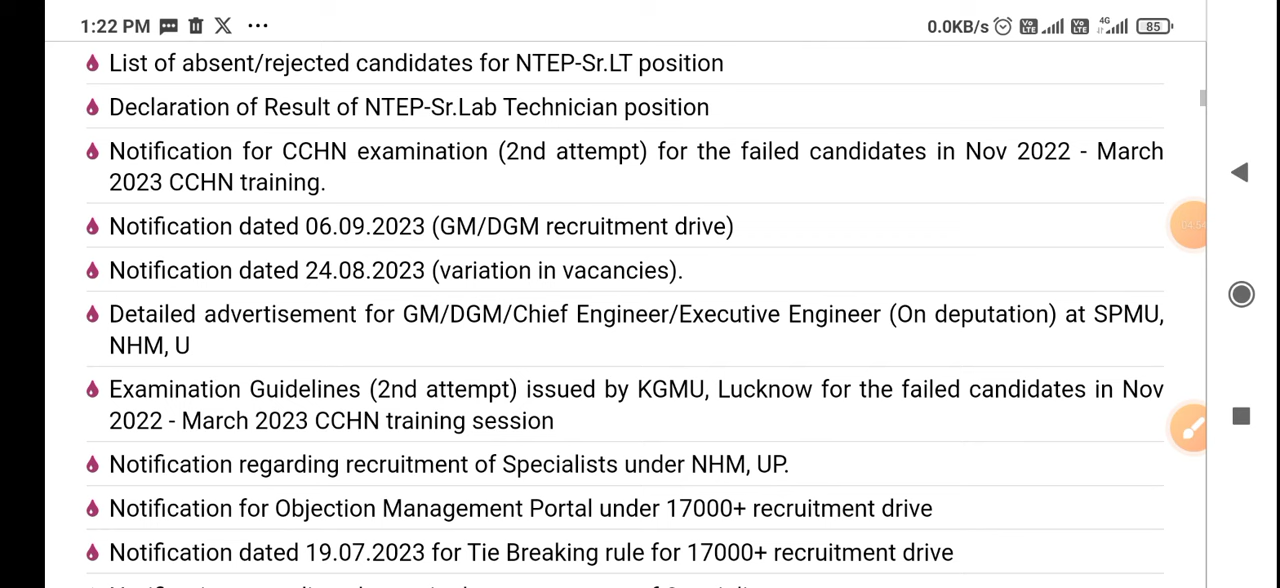 1:22 PM
0.0KB/s Vo LTE Vo LTE 4G 85
List of absent/rejected candidates for NTEP-Sr.LT position
Declaration of Result of NTEP-Sr.Lab Technician position
Notification for CCHN examination (2nd attempt) for the failed candidates in Nov 2022 - March
2023 CCHN training.
Notification dated 06.09.2023 (GM/DGM recruitment drive)
Notification dated 24.08.2023 (variation in vacancies).
Detailed advertisement for GM/DGM/Chief Engineer/Executive Engineer (On deputation) at SPMU,
NHM, U
Examination Guidelines (2nd attempt) issued by KGMU, Lucknow for the failed candidates in Nov
2022 - March 2023 CCHN training session
Notification regarding recruitment of Specialists under NHM, UP.
Notification for Objection Management Portal under 17000+ recruitment drive
Notification dated 19.07.2023 for Tie Breaking rule for 17000+ recruitment drive